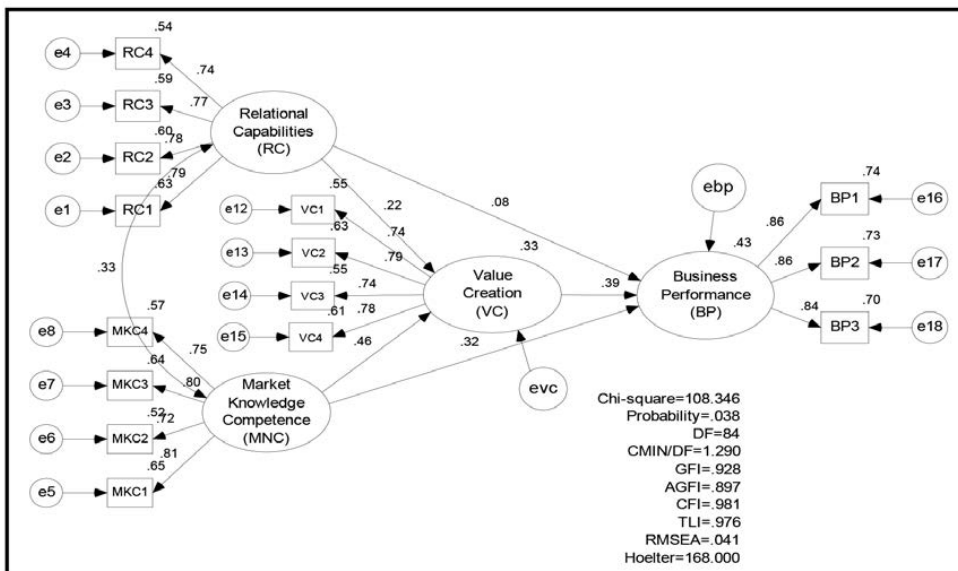 .54
e4
RC4
.74
.59
e3
RC3
.77
Relational
Capabilities
(RC)
.60
e2
RC2
.78
.79
.63
e1
RC1
.55
e12
VC1
.22
.08
ebp
.74
BP1
e16
.86
.63
.74
e13
VC2
.79
.33
.43
.73
BP2
e17
.86
.55
e14
VC3
.74
Value
Creation
(VC)
.39
Business
Performance
(BP)
.33
.61
.78
e15
VC4
.84
.70
BP3
e18
.57
e8
MKC4
.75
.46
.32
evc
.64
e7
MKC3
.80
Market
Knowledge
Competence
(MNC)
.52
e6
MKC2
.72
.81
.65
e5
MKC1
Chi-square=108.346
Probability=.038
DF=84
CMIN/DF=1.290
GFI=.928
AGFI=.897
CFI=.981
TLI=.976
RMSEA=.041
Hoelter=168.000